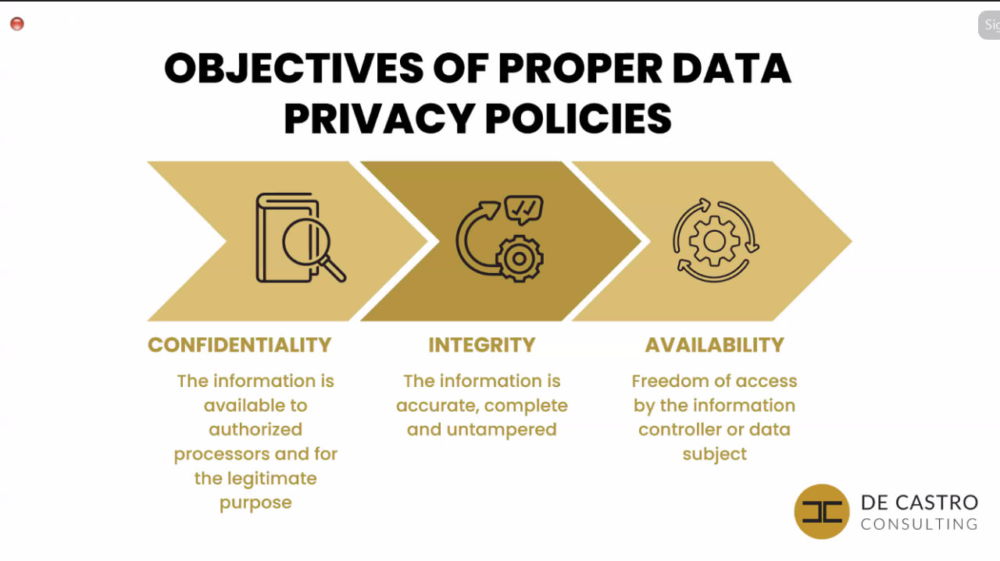 OBJECTIVES OF PROPER DATA
PRIVACY POLICIES
CONFIDENTIALITY
The information is
available to
authorized
processors and for
the legitimate
purpose
INTEGRITY
The information is
accurate, complete
and untampered
AVAILABILITY
Freedom of access
by the information
controller or data
subject
DE CASTRO
CONSULTING